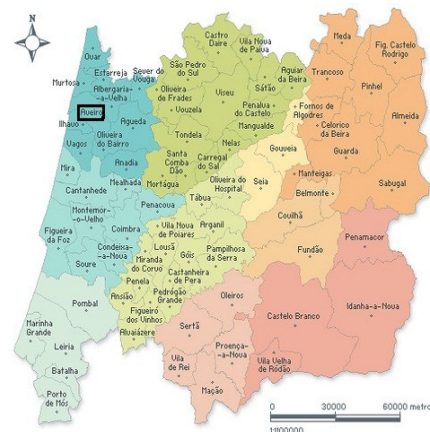 N
Castro
Daire
Vila Nova
de Paiva
Meda
Fig. Castelo
Rodrigo
Ovar
Estarreja
Sever do
Vouga
São Pedro
do Sul
Aguiar
da Beira
Trancoso
Pinhel
Murtosa
Albergaria-
-a-Velha
Oliveira
de Frades
Viseu
Sátão
Aveiro
Águeda
Vouzela
Penalva
do Castelo
Fornos de
Algodres
Almeida
Ílhavo
Oliveira
do Bairro
Tondela
Mangualde
Celorico
da Beira
Vagos
Nelas
Gouveia
Guarda
Anadia
Santa
Comba
Dão
Carregal
do Sal
Mira
Mealhada
Mortágua
Oliveira do
Hospital
Seia
Manteigas
Sabugal
Cantanhede
Penacova
Tábua
Belmonte
Montemor-
-o-Velho
Coimbra
Vila Nova
de Poiares
Arganil
Covilhã
Figueira
da Foz
Condeixa-
-a-Nova
Lousã
Góis
Pampilhosa
da Serra
Fundão
Penamacor
Soure
Miranda
do Corvo
Penela
Castanheira
de Pera
Pombal
Ansião
Pedrógão
Grande
Oleiros
Idanha-a-Nova
Figueiró
dos Vinhos
Castelo Branco
Marinha
Grande
Alvaiázere
Sertã
Leiria
Proença-
-a-Nova
Batalha
Vila
de Rei
Vila Velha
de Ródão
Porto
de Mós
Mação
0 30000 60000 metro
1:1100000